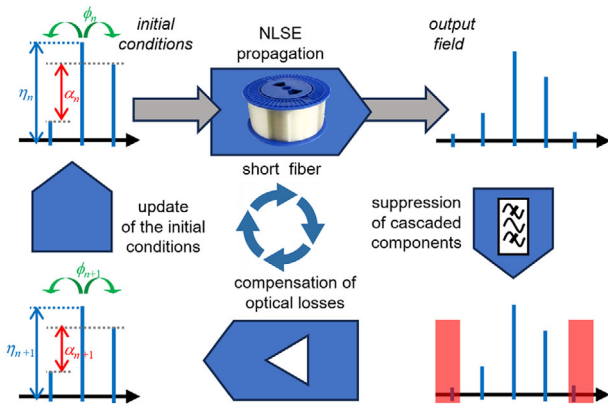 ϕn
initial
conditions
NLSE
propagation
output
field
ηn
αn
short fiber
update
of the initial
conditions
suppression
of cascaded
components
ϕn+1
compensation of
optical losses
ηn+1
αn+1